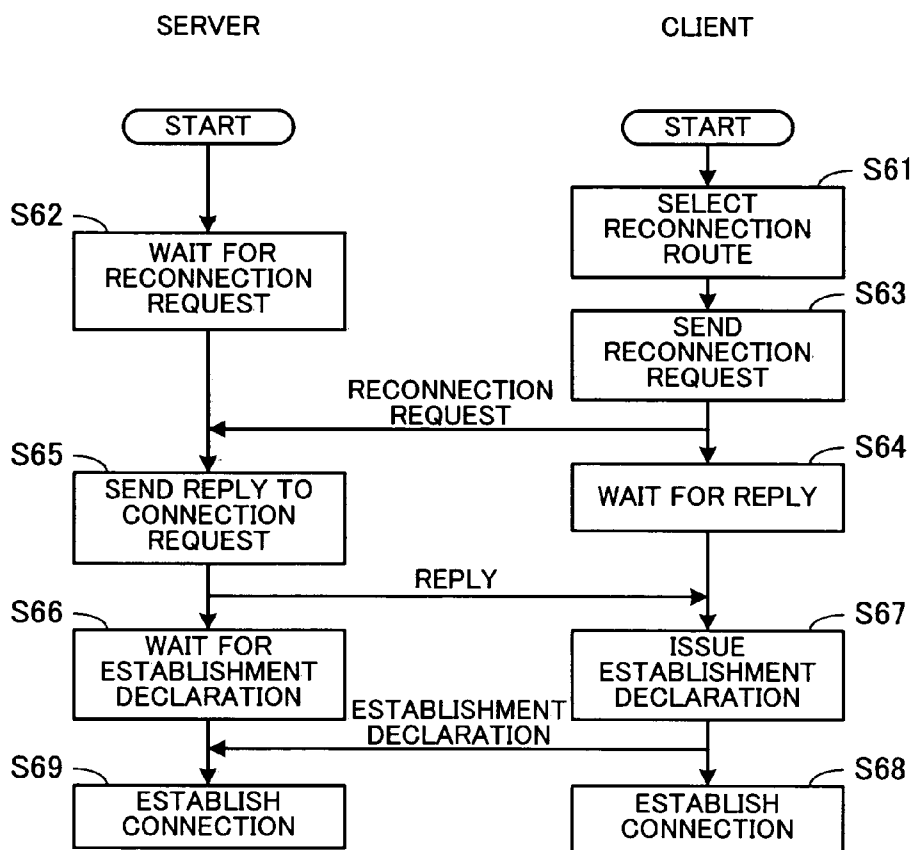 SERVER
CLIENT
START
START
S61
SELECT
RECONNECTION
ROUTE
S62
WAIT FOR
RECONNECTION
REQUEST
S63
SEND
RECONNECTION
REQUEST
RECONNECTION
REQUEST
S64
WAIT FOR REPLY
S65
SEND REPLY TO
CONNECTION
REQUEST
REPLY
S66
WAIT FOR
ESTABLISHMENT
DECLARATION
S67
ISSUE
ESTABLISHMENT
DECLARATION
ESTABLISHMENT
DECLARATION
S69
ESTABLISH
CONNECTION
S68
ESTABLISH
CONNECTION